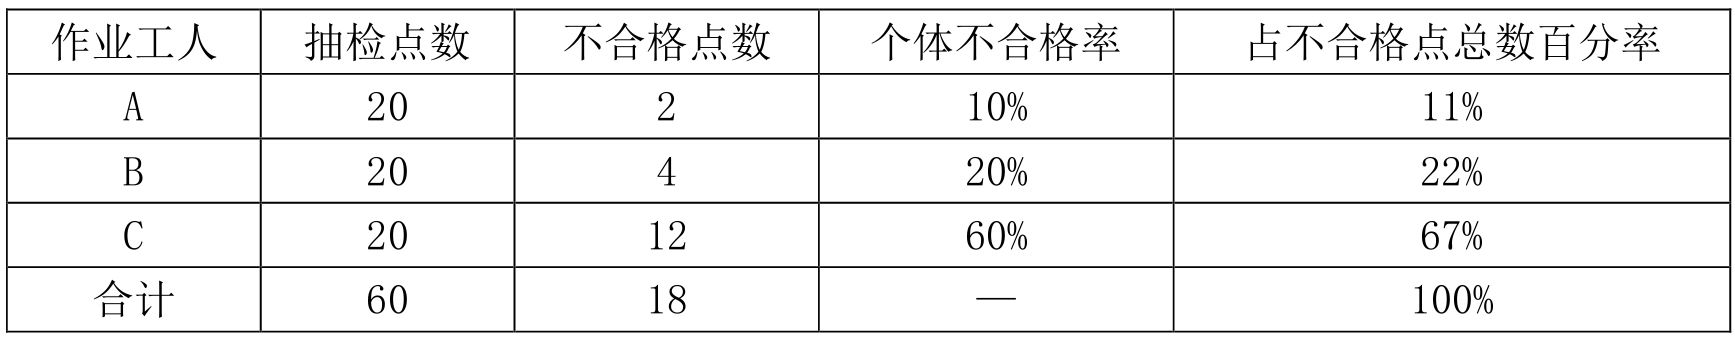 作业工人 抽检点数 不合格点数 个体不合格率 占不合格点总数百分率
A 20 2 10% 11%
B 20 4 20% 22%
C 20 12 60% 67%
合计 60 18 — 100%